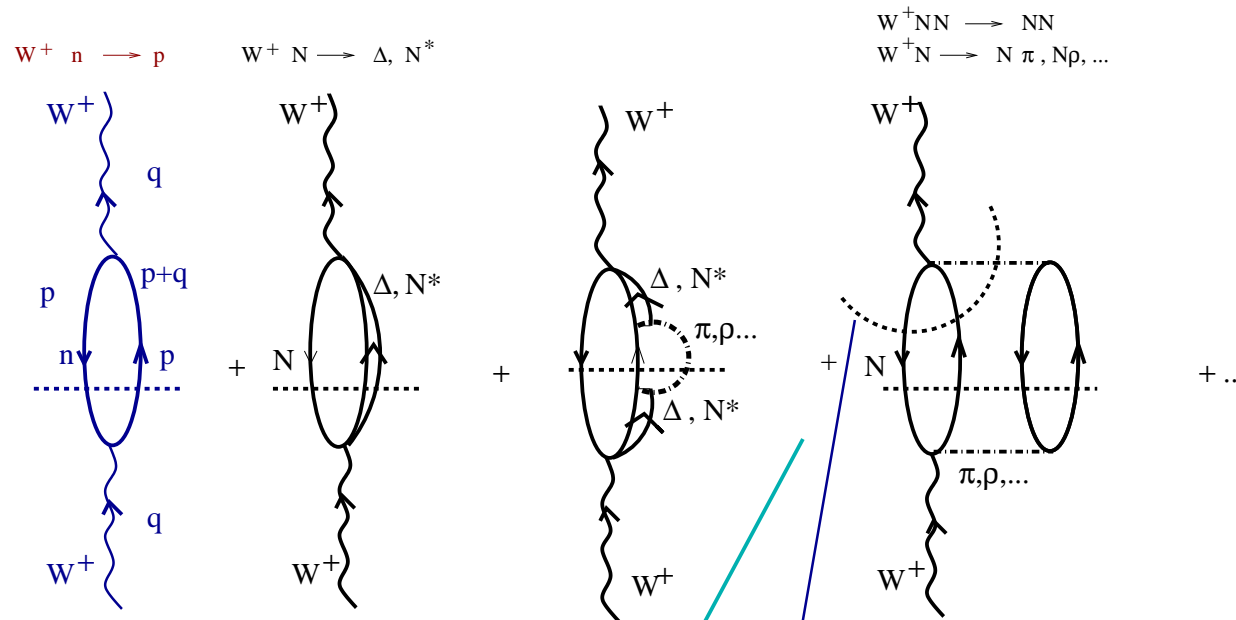 W⁺NN → NN
W⁺ n → p
W⁺ N → Δ, N*
W⁺N → N π , Nρ, ...
W⁺
W⁺
W⁺
W⁺
q
p
p+q
n
p
q
W⁺
+
Δ, N*
N
W⁺
+
Δ , N*
π,ρ...
Δ , N*
W⁺
+
N
π,ρ,...
W⁺
+ ..